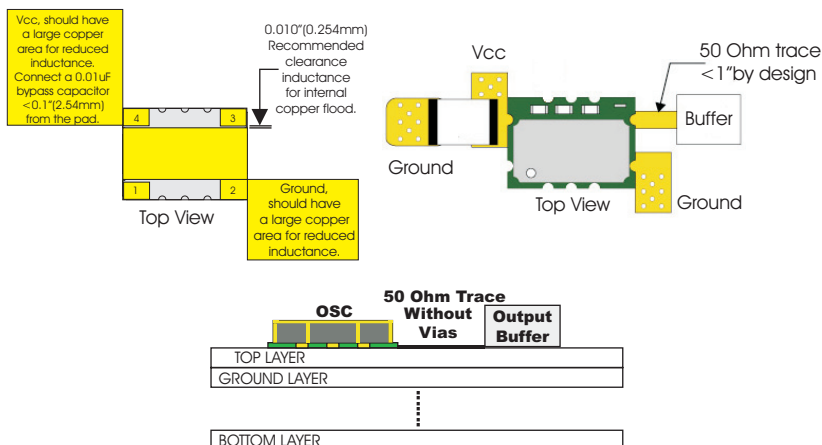 Vcc, should have
a large copper
area for reduced
inductance.
Connect a 0.01uF
bypass capacitor
<0.1"(2.54mm)
from the pad.
0.010"(0.254mm)
Recommended
clearance
inductance
for internal
copper flood.
4
3
1
2
Top View
Ground,
should have
a large copper
area for reduced
inductance.
Vcc
50 Ohm trace
<1"by design
Buffer
Ground
Top View
Ground
OSC
50 Ohm Trace
Without
Vias
Output
Buffer
TOP LAYER
GROUND LAYER
BOTTOM LAYER